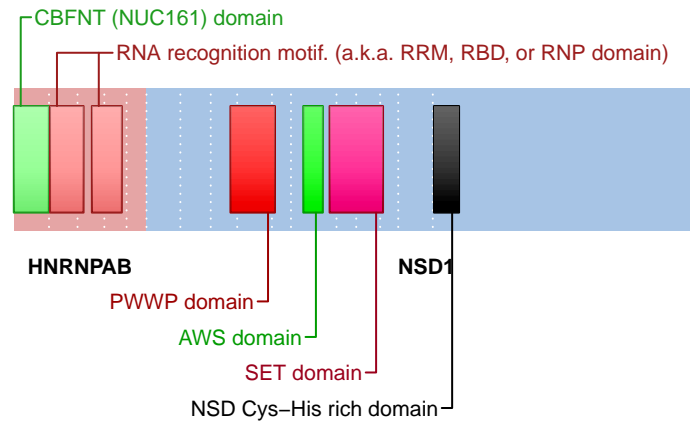 CBFNT (NUC161) domain
RNA recognition motif. (a.k.a. RRM, RBD, or RNP domain)
HNRNPAB
NSD1
PWWP domain
AWS domain
SET domain
NSD Cys−His rich domain